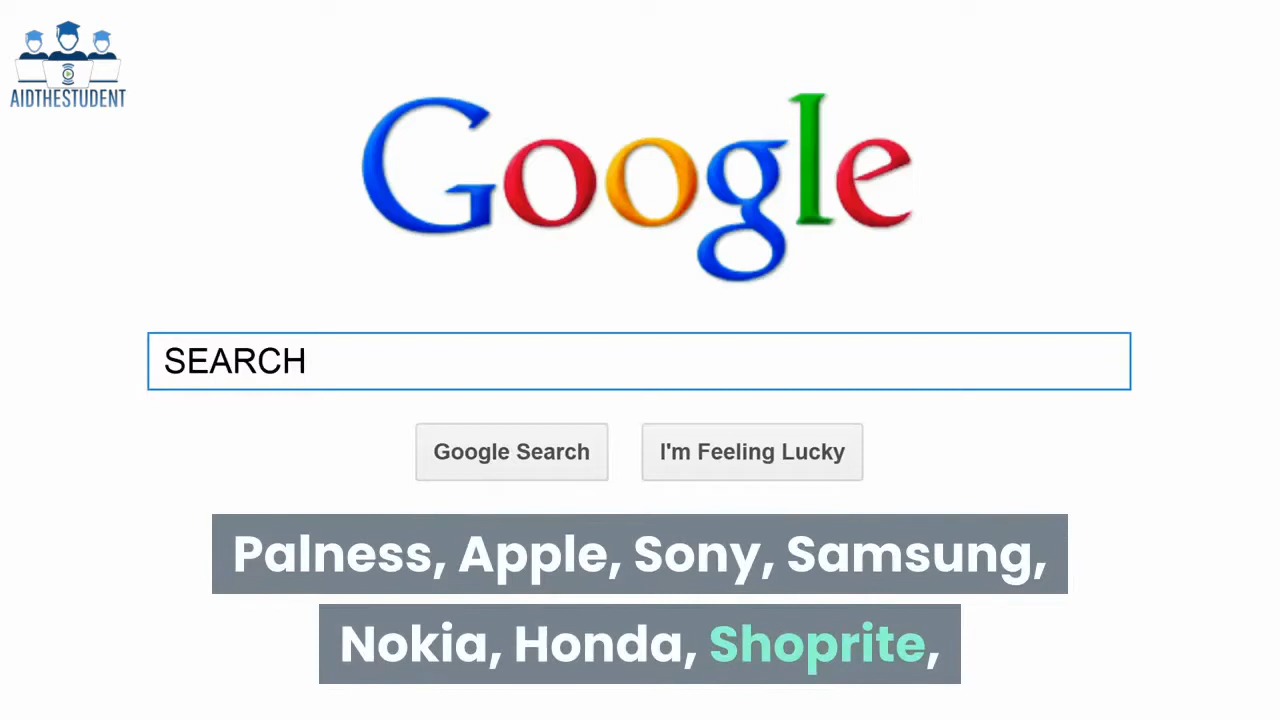 AIDTHESTUDENT
Google
SEARCH
Google Search
I'm Feeling Lucky
Palness, Apple, Sony, Samsung,
Nokia, Honda, Shoprite,